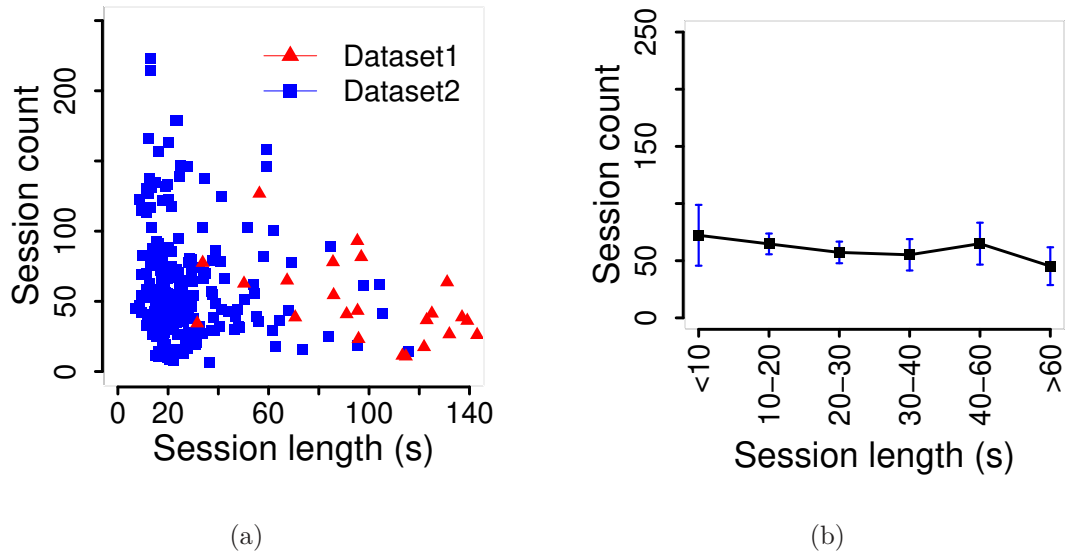 Session count
0
50
100
200
Dataset1
Dataset2
0 20 60 100 140
Session length (s)
(a)
Session count
0
50
150
250
<10
10−20
20−30
30−40
40−60
>60
Session length (s)
(b)